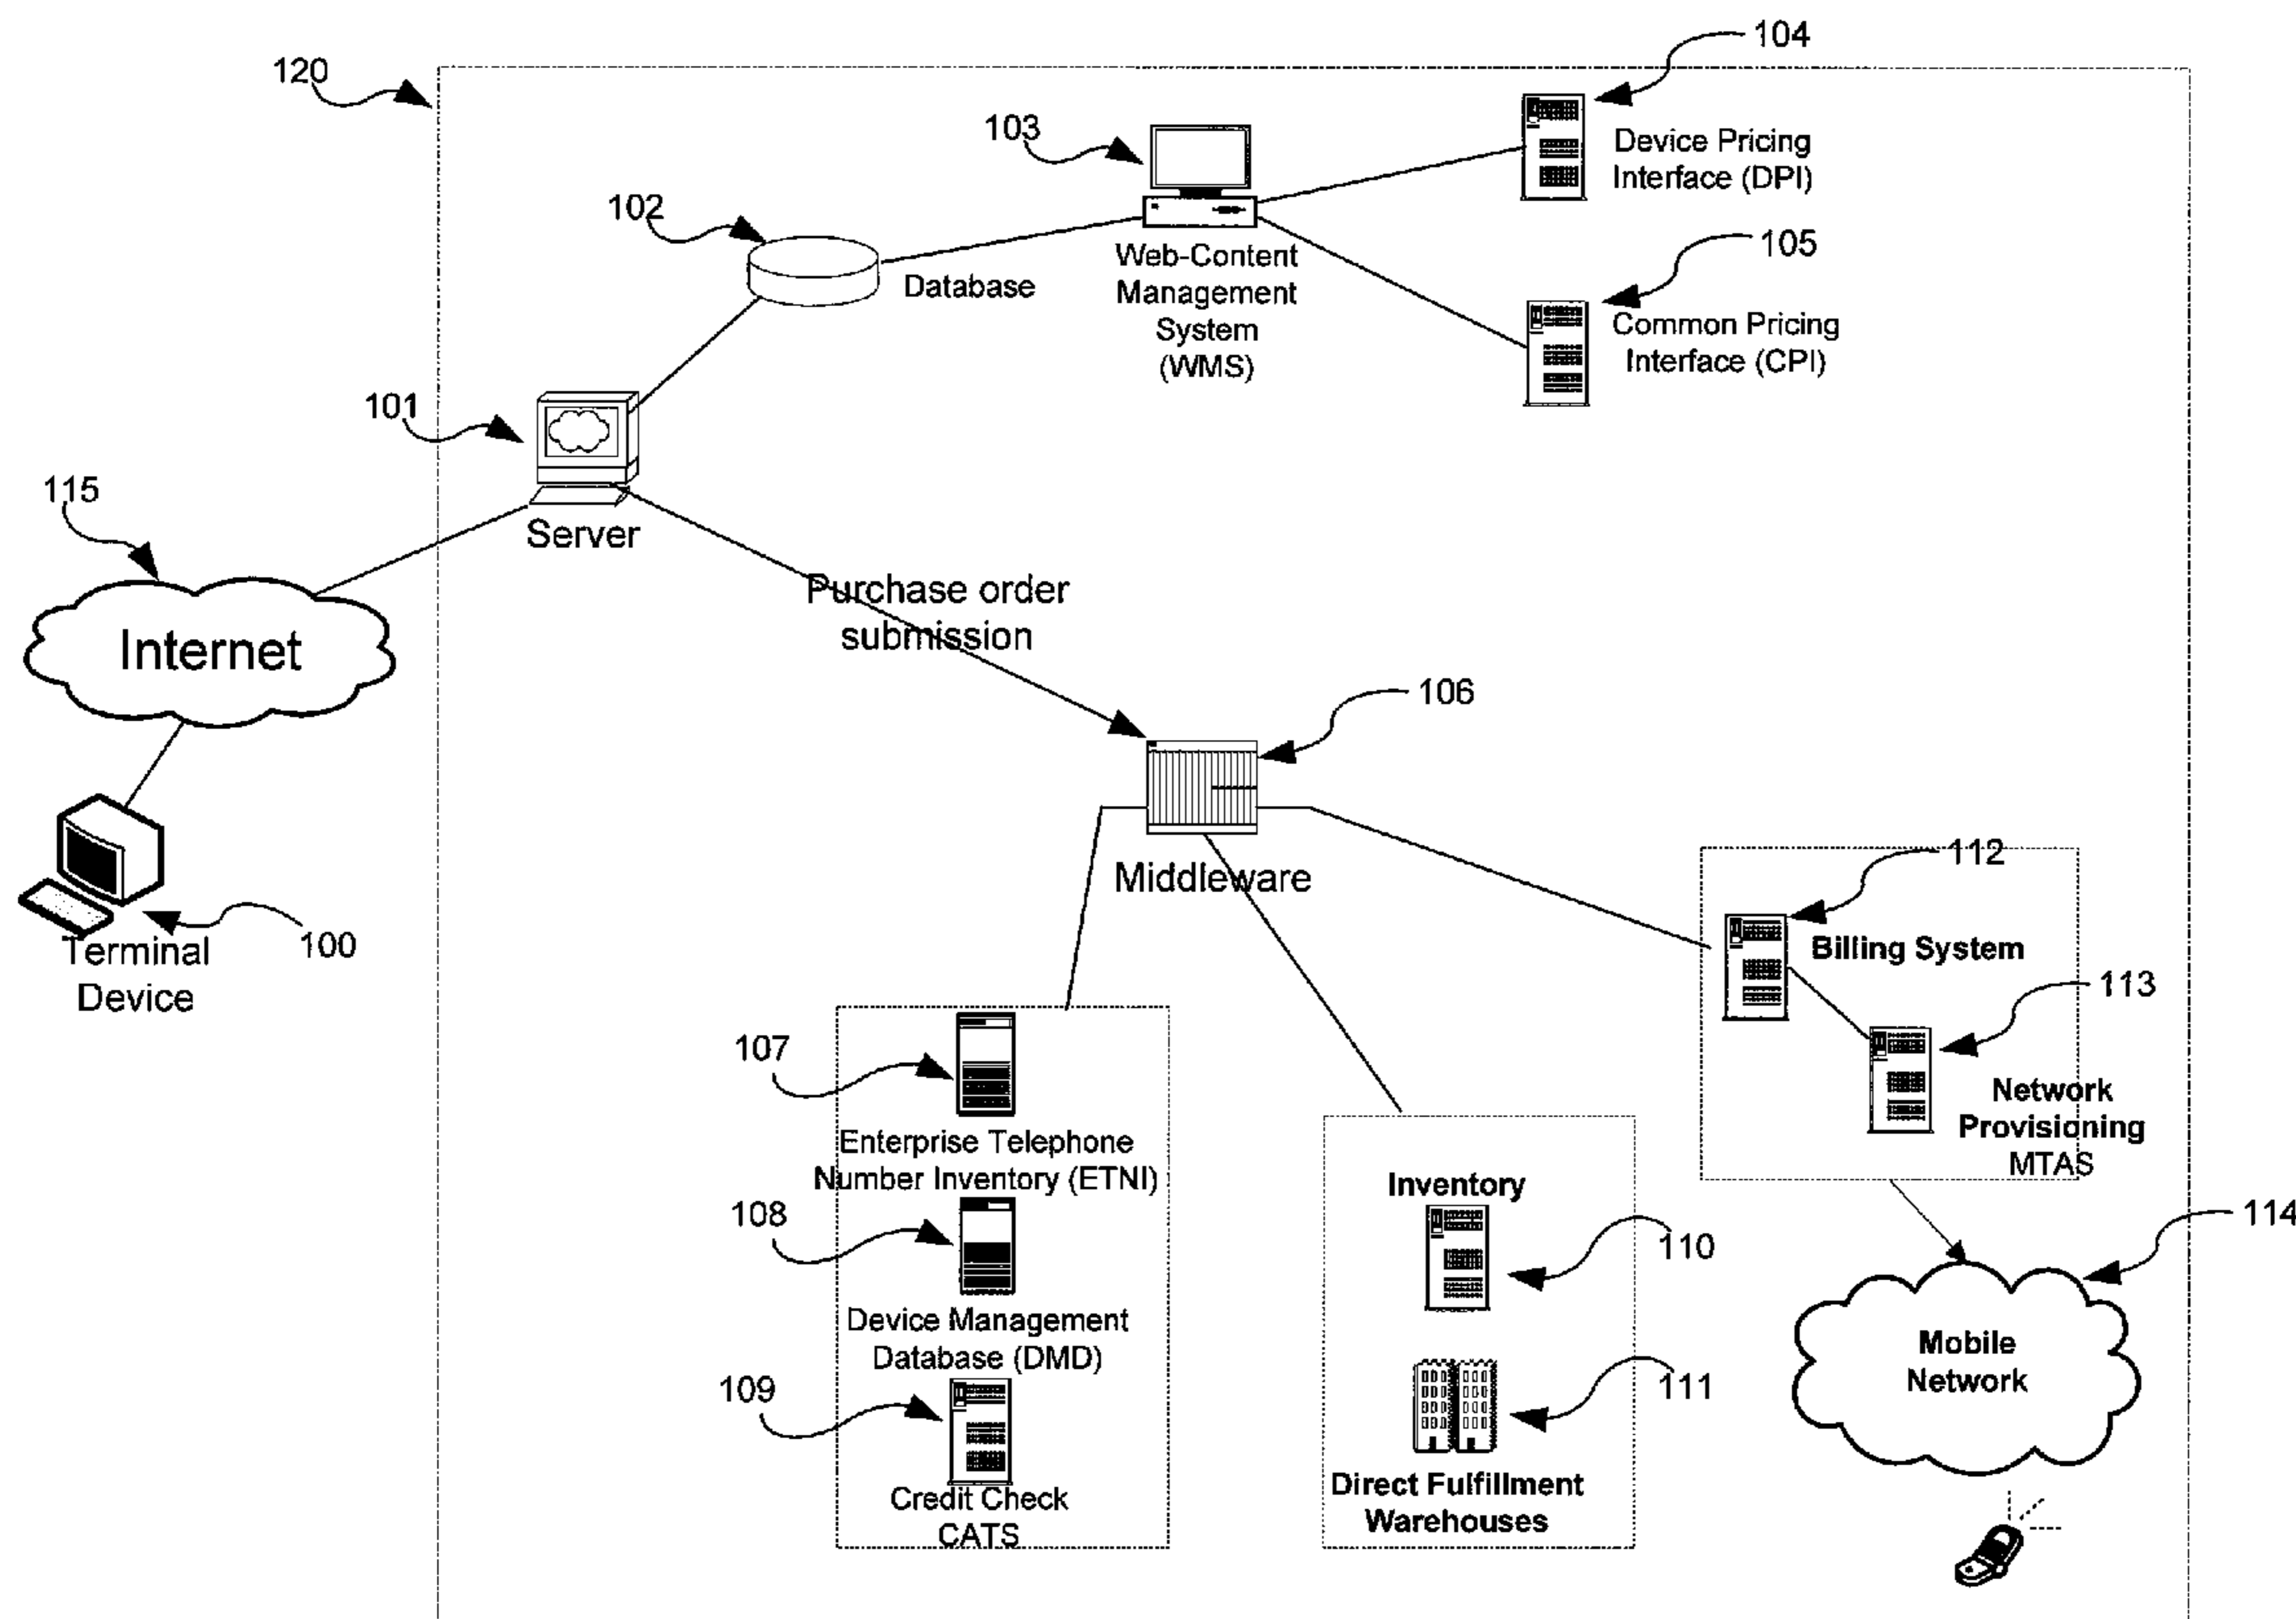 104
120
103
Device Pricing
Interface (DPI)
102
105
Web-Content
Management
System
(WMS)
Database
Common Pricing
Interface (CPI)
101
115
Server
Internet
Purchase order
submission
106
Middleware
112
Billing System
100
Terminal
Device
113
107
Network
Provisioning
MTAS
Enterprise Telephone
Number Inventory (ETNI)
Inventory
108
114
110
Device Management
Database (DMD)
Mobile
Network
109
111
Credit Check
CATS
Direct Fulfillment
Warehouses